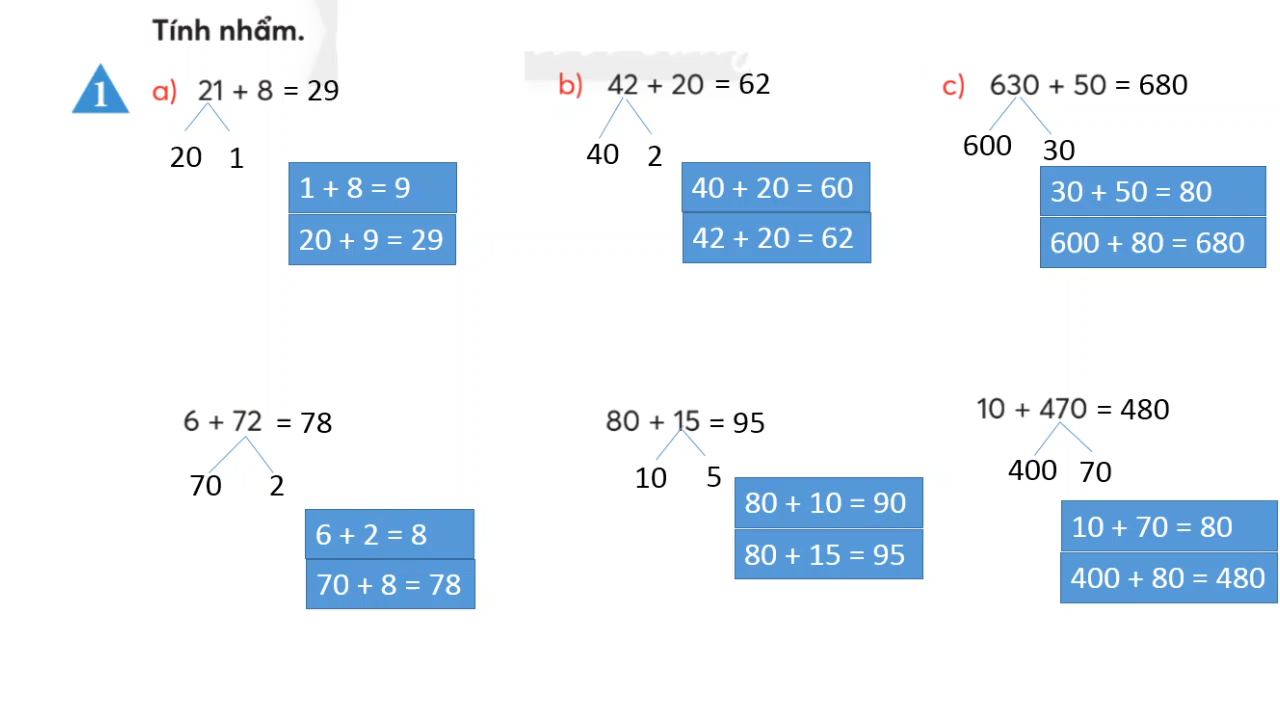 Tính nhẩm.
1
a) 21 + 8 = 29
20 1
1 + 8 = 9
20 + 9 = 29
b) 42 + 20 = 62
40 2
40 + 20 = 60
42 + 20 = 62
c) 630 + 50 = 680
600 30
30 + 50 = 80
600 + 80 = 680
6 + 72 = 78
70 2
6 + 2 = 8
70 + 8 = 78
80 + 15 = 95
10 5
80 + 10 = 90
80 + 15 = 95
10 + 470 = 480
400 70
10 + 70 = 80
400 + 80 = 480